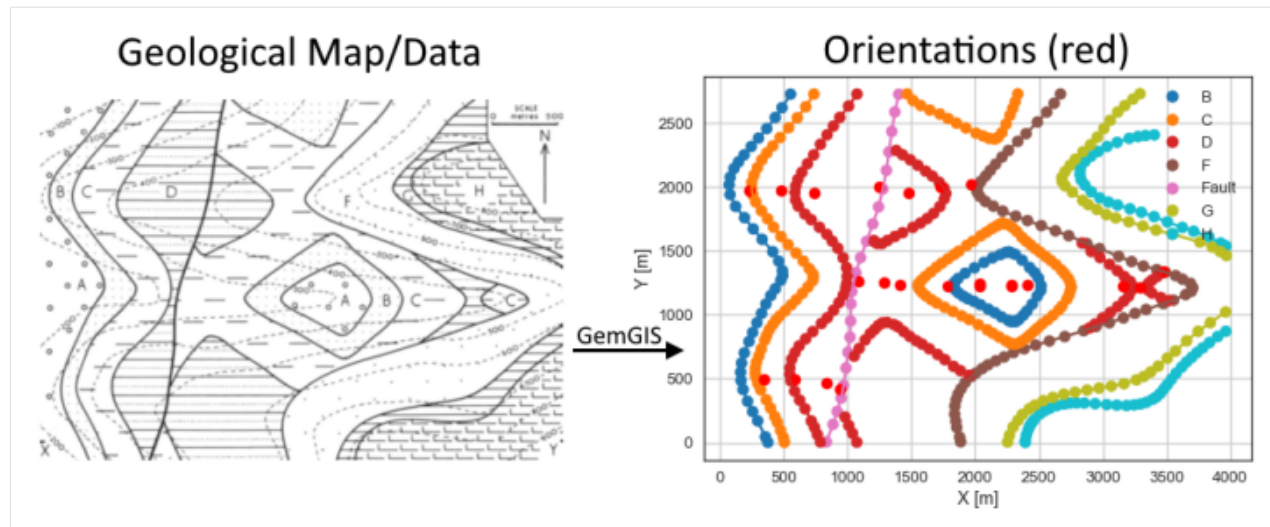 Geological Map/Data
Orientations (red)
SCALE
metres
0
500
N
B
C
D
F
H
A
A
B
C
C
X
Y
GemGIS
B
C
D
F
Fault
G
H
2500
2000
1500
1000
500
0
Y [m]
0 500 1000 1500 2000 2500 3000 3500 4000
X [m]